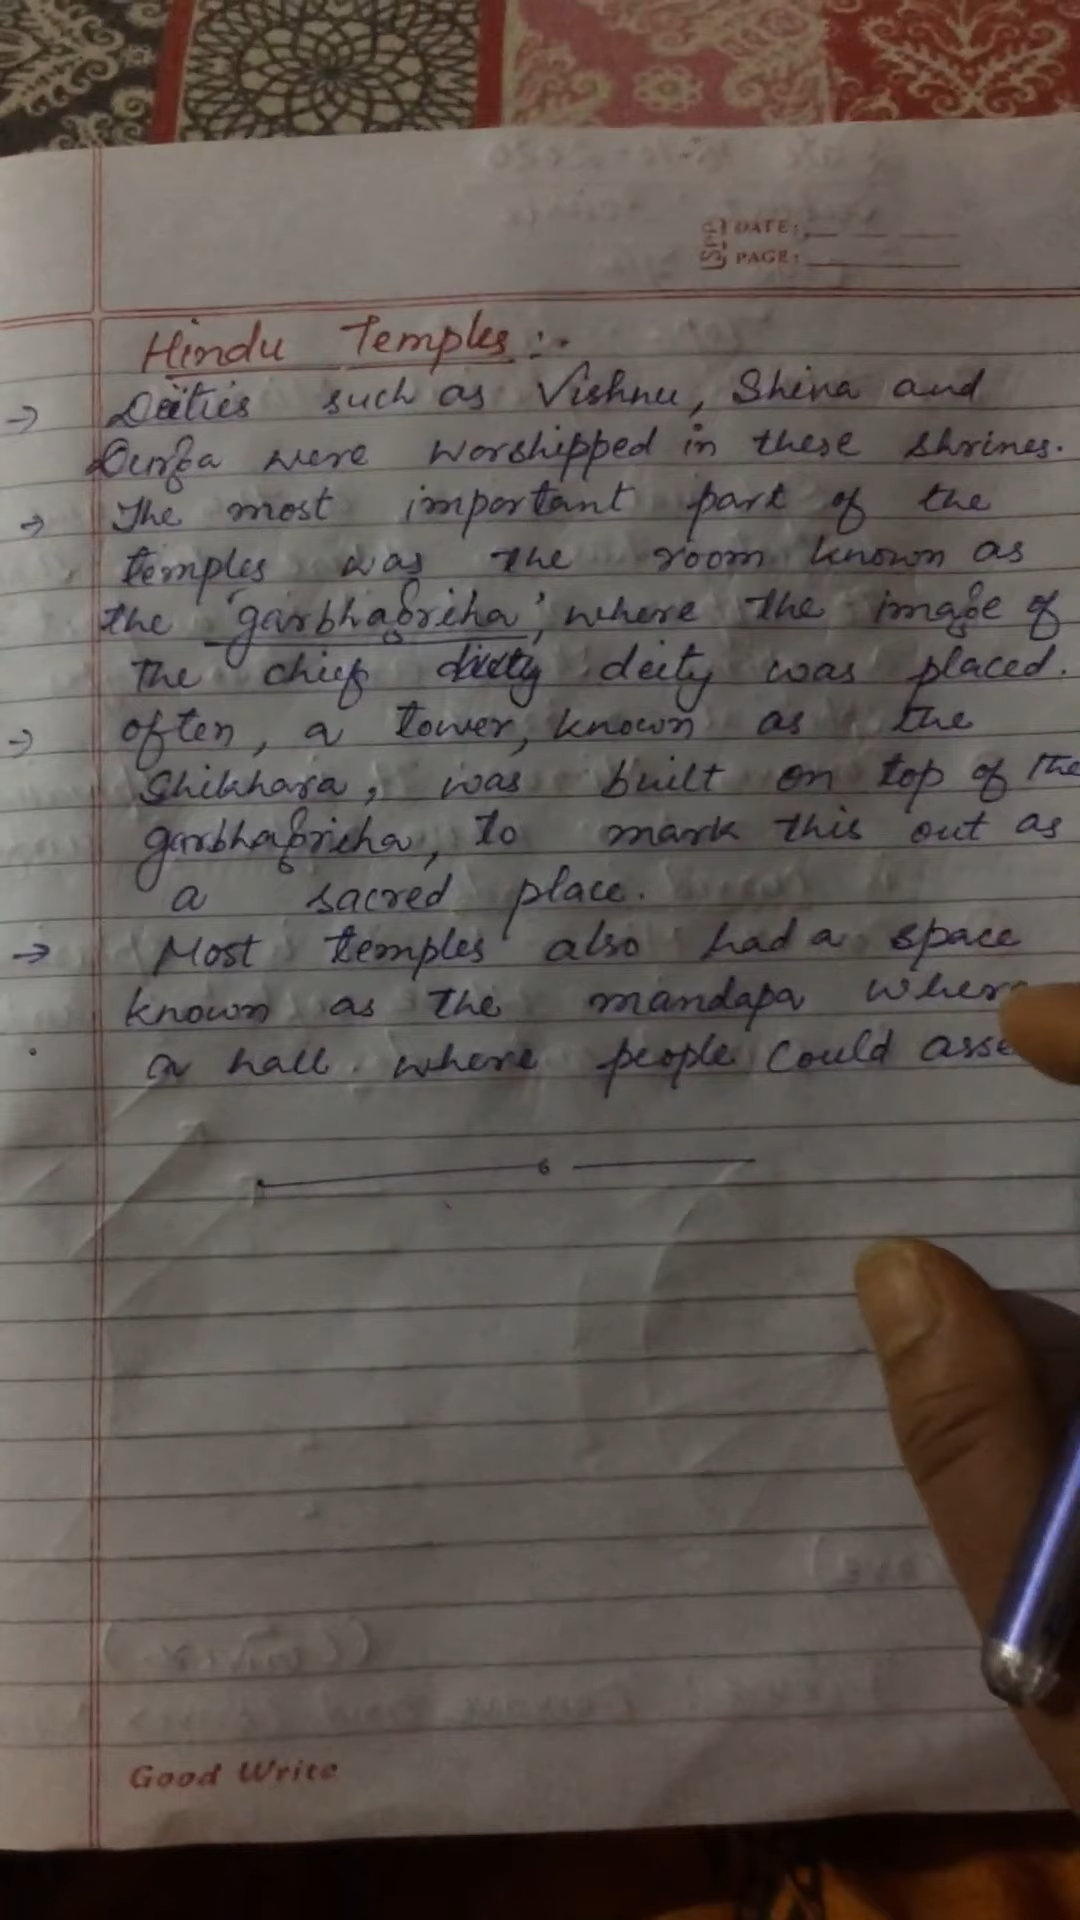 DATE:
PAGE:
Hindu Temples :-
→ Deities such as Vishnu, Shiva and
Durga were worshipped in these shrines.
→ The most important part of the
temples was the room known as
the 'garbhagriha', where the image of
the chief deity was placed.
→ often, a tower, known as the
Shikhara, was built on top of the
garbhagriha, to mark this out as
a sacred place.
→ Most temples also had a space
known as the mandapa where
a hall. where people could asse
Good Write